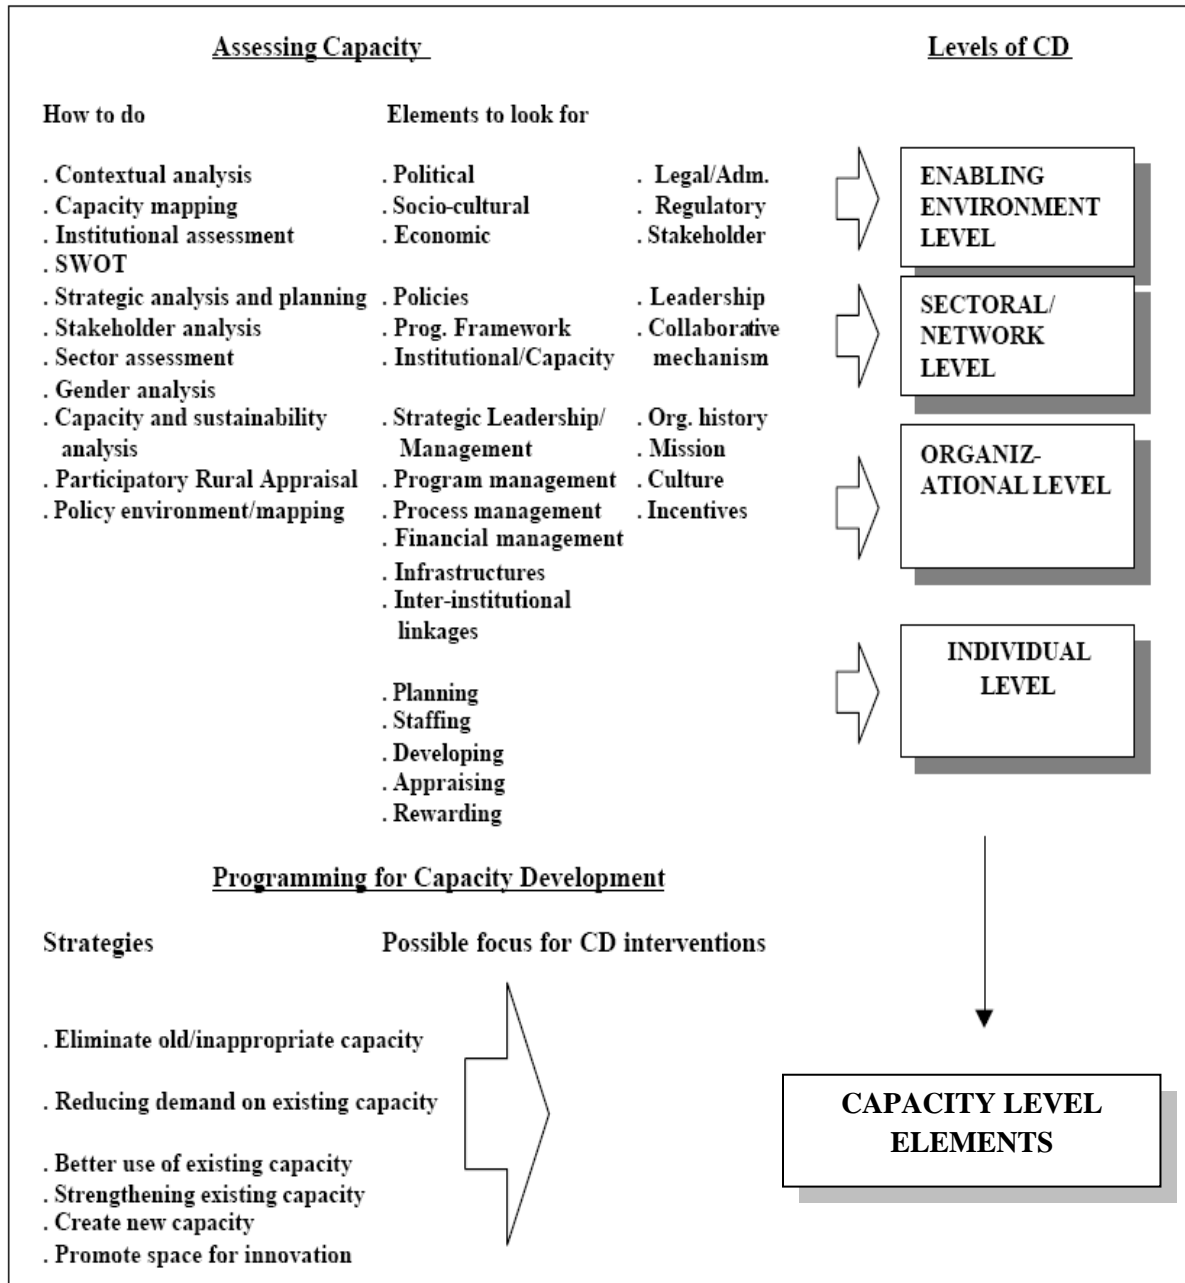 Assessing Capacity
Levels of CD
How to do
Elements to look for
. Contextual analysis
. Capacity mapping
. Institutional assessment
. SWOT
. Strategic analysis and planning
. Stakeholder analysis
. Sector assessment
. Gender analysis
. Capacity and sustainability
analysis
. Participatory Rural Appraisal
. Policy environment/mapping
. Political
. Socio-cultural
. Economic
. Legal/Adm.
. Regulatory
. Stakeholder
ENABLING
ENVIRONMENT
LEVEL
. Policies
. Prog. Framework
. Institutional/Capacity
. Leadership
. Collaborative
mechanism
SECTORAL/
NETWORK
LEVEL
. Strategic Leadership/
Management
. Program management
. Process management
. Financial management
. Infrastructures
. Inter-institutional
linkages
. Org. history
. Mission
. Culture
. Incentives
ORGANIZ-
ATIONAL LEVEL
. Planning
. Staffing
. Developing
. Appraising
. Rewarding
INDIVIDUAL
LEVEL
Programming for Capacity Development
Strategies
Possible focus for CD interventions
. Eliminate old/inappropriate capacity
. Reducing demand on existing capacity
. Better use of existing capacity
. Strengthening existing capacity
. Create new capacity
. Promote space for innovation
CAPACITY LEVEL
ELEMENTS